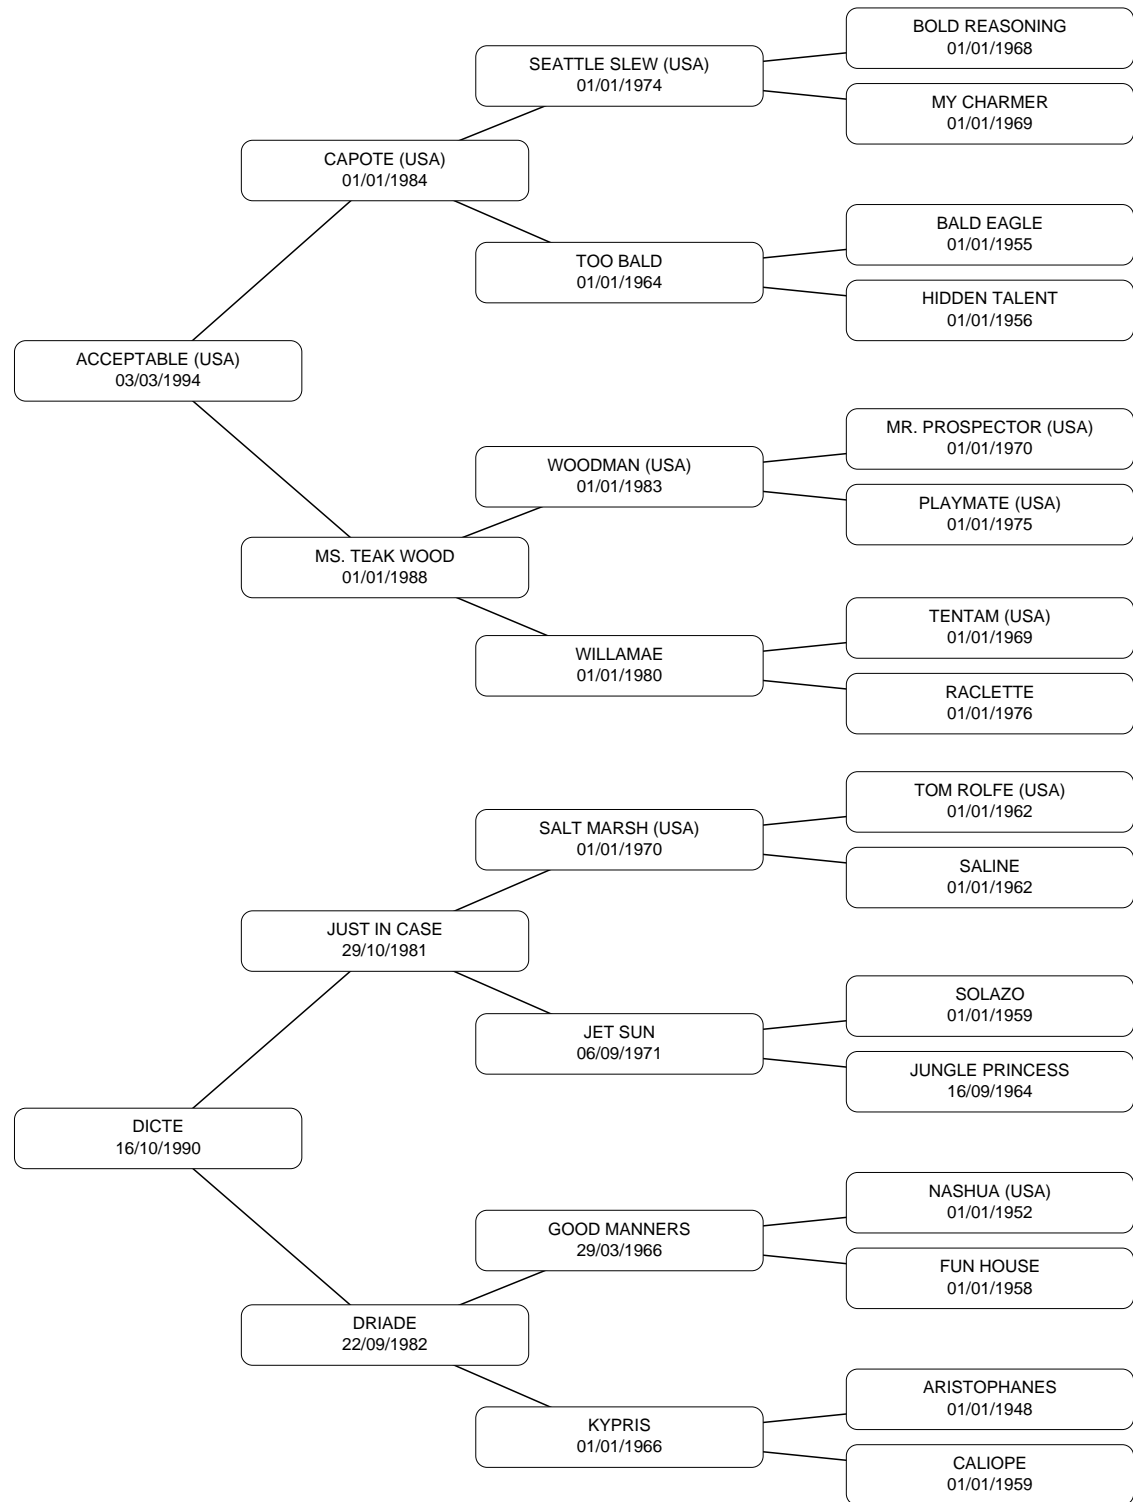 BOLD REASONING
01/01/1968
SEATTLE SLEW (USA)
01/01/1974
MY CHARMER
01/01/1969
CAPOTE (USA)
01/01/1984
BALD EAGLE
01/01/1955
TOO BALD
01/01/1964
HIDDEN TALENT
01/01/1956
ACCEPTABLE (USA)
03/03/1994
MR. PROSPECTOR (USA)
01/01/1970
WOODMAN (USA)
01/01/1983
PLAYMATE (USA)
01/01/1975
MS. TEAK WOOD
01/01/1988
TENTAM (USA)
01/01/1969
WILLAMAE
01/01/1980
RACLETTE
01/01/1976
TOM ROLFE (USA)
01/01/1962
SALT MARSH (USA)
01/01/1970
SALINE
01/01/1962
JUST IN CASE
29/10/1981
SOLAZO
01/01/1959
JET SUN
06/09/1971
JUNGLE PRINCESS
16/09/1964
DICTE
16/10/1990
NASHUA (USA)
01/01/1952
GOOD MANNERS
29/03/1966
FUN HOUSE
01/01/1958
DRIADE
22/09/1982
ARISTOPHANES
01/01/1948
KYPRIS
01/01/1966
CALIOPE
01/01/1959